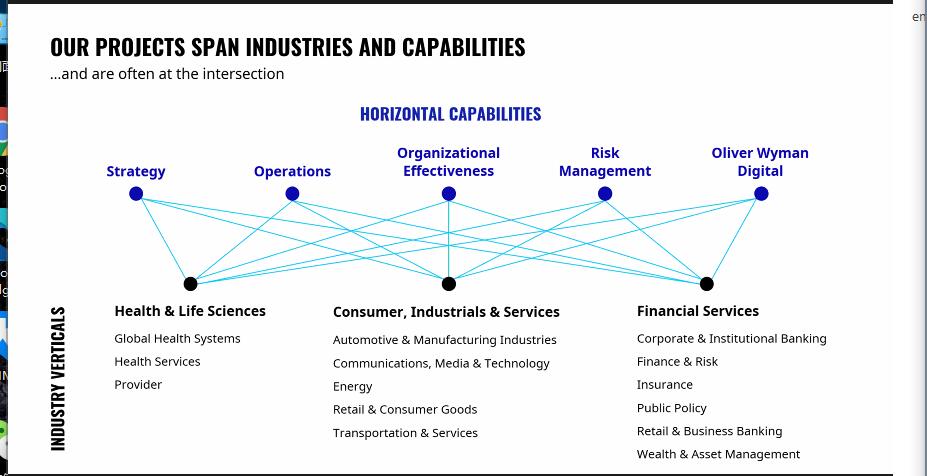 OUR PROJECTS SPAN INDUSTRIES AND CAPABILITIES
...and are often at the intersection
HORIZONTAL CAPABILITIES
Strategy
Operations
Organizational
Effectiveness
Risk
Management
Oliver Wyman
Digital
INDUSTRY VERTICALS
Health & Life Sciences
Global Health Systems
Health Services
Provider
Consumer, Industrials & Services
Automotive & Manufacturing Industries
Communications, Media & Technology
Energy
Retail & Consumer Goods
Transportation & Services
Financial Services
Corporate & Institutional Banking
Finance & Risk
Insurance
Public Policy
Retail & Business Banking
Wealth & Asset Management